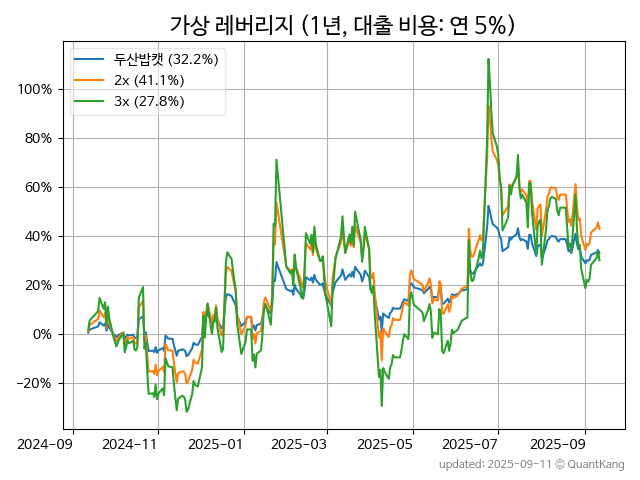 가상 레버리지 (1년, 대출 비용: 연 5%)
두산밥캣 (32.2%)
2x (41.1%)
3x (27.8%)
100%
80%
60%
40%
20%
0%
−20%
2024-09
2024-11
2025-01
2025-03
2025-05
2025-07
2025-09
updated: 2025-09-11 © QuantKang